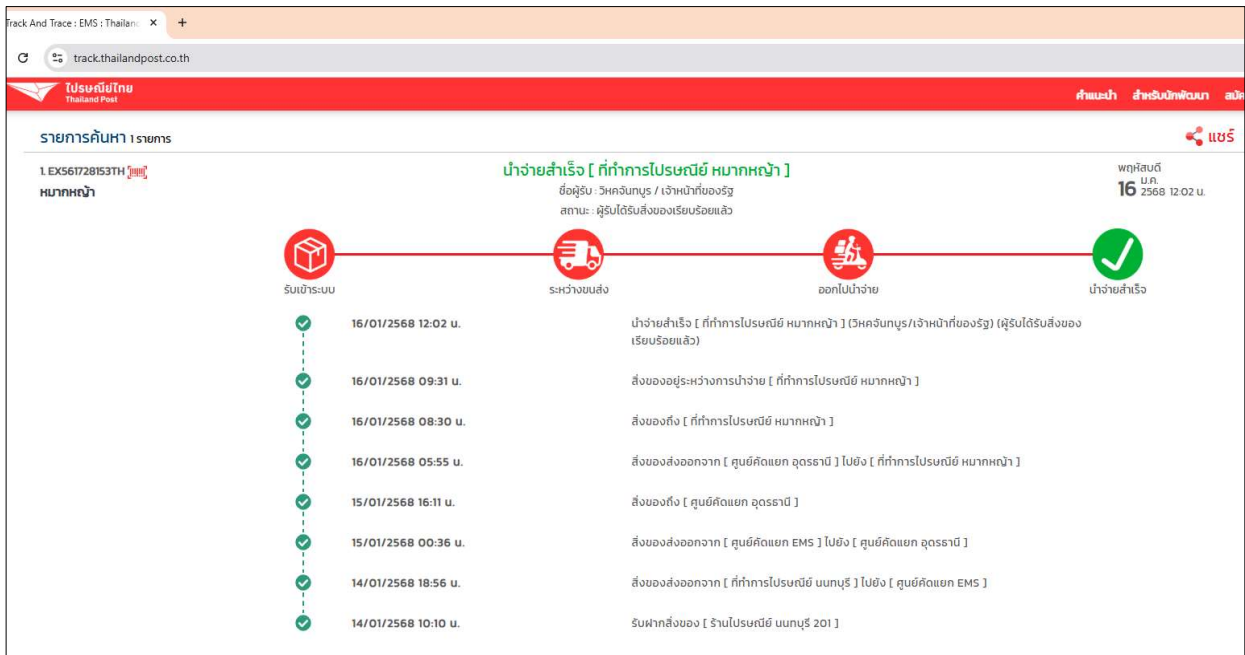 Track And Trace : EMS : Thailand
track.thailandpost.co.th
ไปรษณีย์ไทย
Thailand Post
คำแนะนำ สำหรับนักพัฒนา
รายการค้นหา 1 รายการ
แชร์
1. EX561728153TH
หมากหญ้า
นำจ่ายสำเร็จ [ ที่ทำการไปรษณีย์ หมากหญ้า ]
ชื่อผู้รับ : วิหคจันทบูร / เจ้าหน้าที่ของรัฐ
สถานะ : ผู้รับได้รับสิ่งของเรียบร้อยแล้ว
พฤหัสบดี
16 ม.ค. 2568 12:02 น.
รับเข้าระบบ
ระหว่างขนส่ง
ออกไปนำจ่าย
นำจ่ายสำเร็จ
16/01/2568 12:02 น. นำจ่ายสำเร็จ [ ที่ทำการไปรษณีย์ หมากหญ้า ] (วิหคจันทบูร/เจ้าหน้าที่ของรัฐ) (ผู้รับได้รับสิ่งของ
เรียบร้อยแล้ว)
16/01/2568 09:31 น. สิ่งของอยู่ระหว่างการนำจ่าย [ ที่ทำการไปรษณีย์ หมากหญ้า ]
16/01/2568 08:30 น. สิ่งของถึง [ ที่ทำการไปรษณีย์ หมากหญ้า ]
16/01/2568 05:55 น. สิ่งของส่งออกจาก [ ศูนย์คัดแยก อุดรธานี ] ไปยัง [ ที่ทำการไปรษณีย์ หมากหญ้า ]
15/01/2568 16:11 น. สิ่งของถึง [ ศูนย์คัดแยก อุดรธานี ]
15/01/2568 00:36 น. สิ่งของส่งออกจาก [ ศูนย์คัดแยก EMS ] ไปยัง [ ศูนย์คัดแยก อุดรธานี ]
14/01/2568 18:56 น. สิ่งของส่งออกจาก [ ที่ทำการไปรษณีย์ นนทบุรี ] ไปยัง [ ศูนย์คัดแยก EMS ]
14/01/2568 10:10 น. รับฝากสิ่งของ [ ร้านไปรษณีย์ นนทบุรี 201 ]